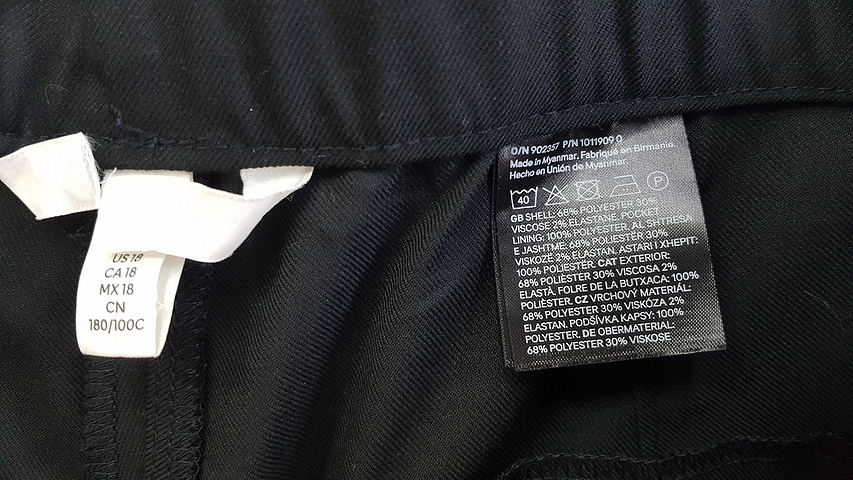 US 18
CA 18
MX 18
CN
180/100C
O/N 902357 P/N 1011909 0
Made in Myanmar. Fabriqué en Birmanie.
Hecho en Unión de Myanmar.
40 P
GB SHELL: 68% POLYESTER 30%
VISCOSE 2% ELASTANE. POCKET
LINING: 100% POLYESTER. AL SHTRESA
E JASHTME: 68% POLIESTER 30%
VISKOZË 2% ELASTAN. ASTARI I XHEPIT:
100% POLIESTËR. CAT EXTERIOR:
68% POLIÈSTER 30% VISCOSA 2%
ELASTÀ. FOLRE DE LA BUTXACA: 100%
POLIÈSTER. CZ VRCHOVÝ MATERIÁL:
68% POLYESTER 30% VISKÓZA 2%
ELASTAN. PODŠÍVKA KAPSY: 100%
POLYESTER. DE OBERMATERIAL:
68% POLYESTER 30% VISKOSE